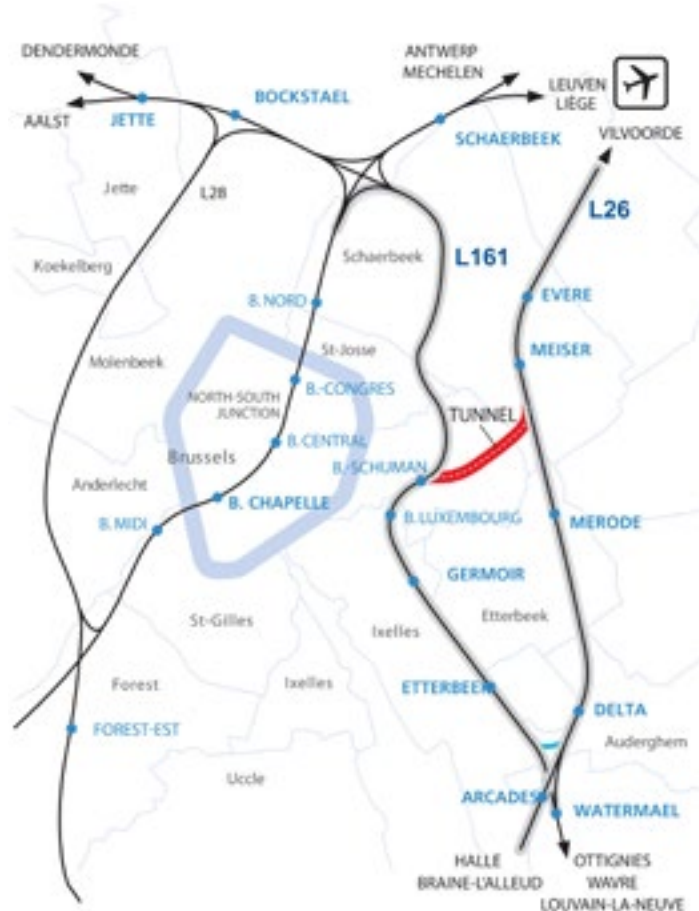 DENDERMONDE
ANTWERP
MECHELEN
LEUVEN
LIÈGE
BOCKSTAEL
AALST
JETTE
SCHAERBEEK
VILVOORDE
Jette
L28
L26
Schaerbeek
L161
Koekelberg
B. NORD
EVERE
St-Josse
MEISER
Molenbeek
NORTH-SOUTH
JUNCTION
B.-CONGRES
TUNNEL
B. CENTRAL
Brussels
B.-SCHUMAN
Anderlecht
B. CHAPELLE
B. MIDI
B. LUXEMBOURG
MERODE
GERMOIR
St-Gilles
Ixelles
Etterbeek
Forest
Ixelles
ETTERBEEK
DELTA
FOREST-EST
Auderghem
Uccle
ARCADES
WATERMAEL
HALLE
BRAINE-L'ALLEUD
OTTIGNIES
WAVRE
LOUVAIN-LA-NEUVE